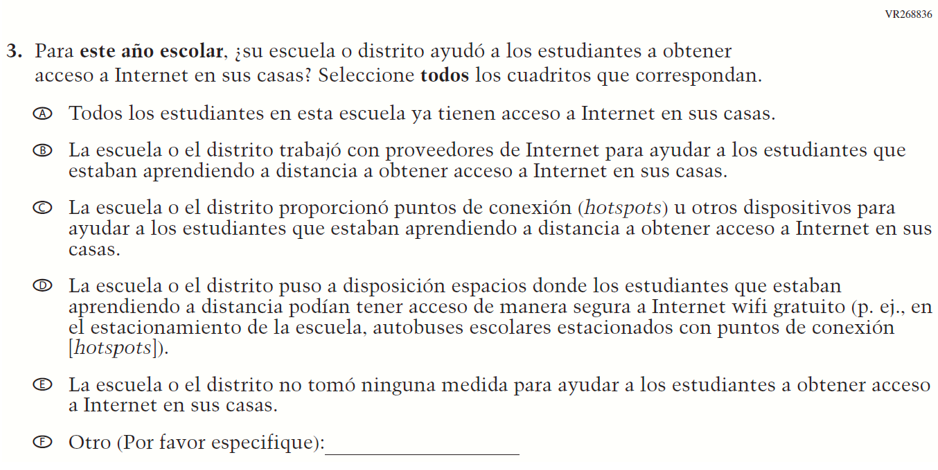 VR268836
3. Para este año escolar, ¿su escuela o distrito ayudó a los estudiantes a obtener
acceso a Internet en sus casas? Seleccione todos los cuadritos que correspondan.
A Todos los estudiantes en esta escuela ya tienen acceso a Internet en sus casas.
B La escuela o el distrito trabajó con proveedores de Internet para ayudar a los estudiantes que
estaban aprendiendo a distancia a obtener acceso a Internet en sus casas.
C La escuela o el distrito proporcionó puntos de conexión (hotspots) u otros dispositivos para
ayudar a los estudiantes que estaban aprendiendo a distancia a obtener acceso a Internet en sus
casas.
D La escuela o el distrito puso a disposición espacios donde los estudiantes que estaban
aprendiendo a distancia podían tener acceso de manera segura a Internet wifi gratuito (p. ej., en
el estacionamiento de la escuela, autobuses escolares estacionados con puntos de conexión
[hotspots]).
E La escuela o el distrito no tomó ninguna medida para ayudar a los estudiantes a obtener acceso
a Internet en sus casas.
F Otro (Por favor especifique):